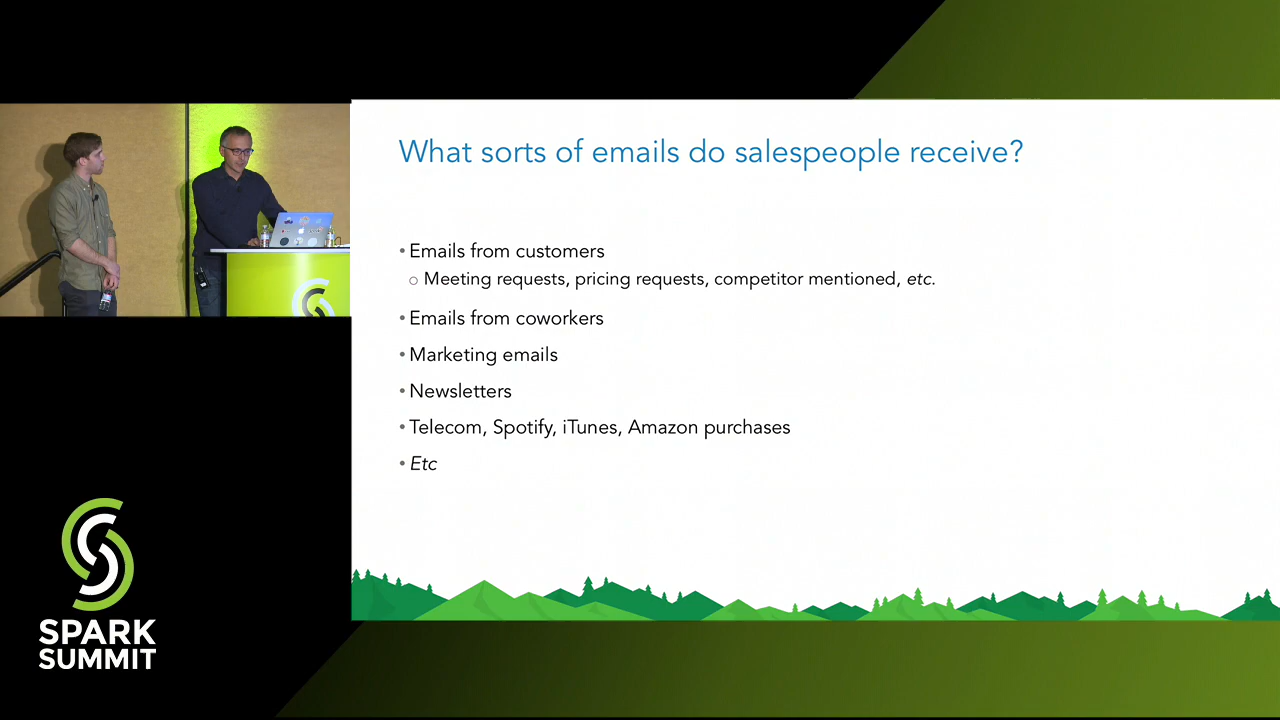 What sorts of emails do salespeople receive?
• Emails from customers
○ Meeting requests, pricing requests, competitor mentioned, etc.
• Emails from coworkers
• Marketing emails
• Newsletters
• Telecom, Spotify, iTunes, Amazon purchases
• Etc
SPARK
SUMMIT